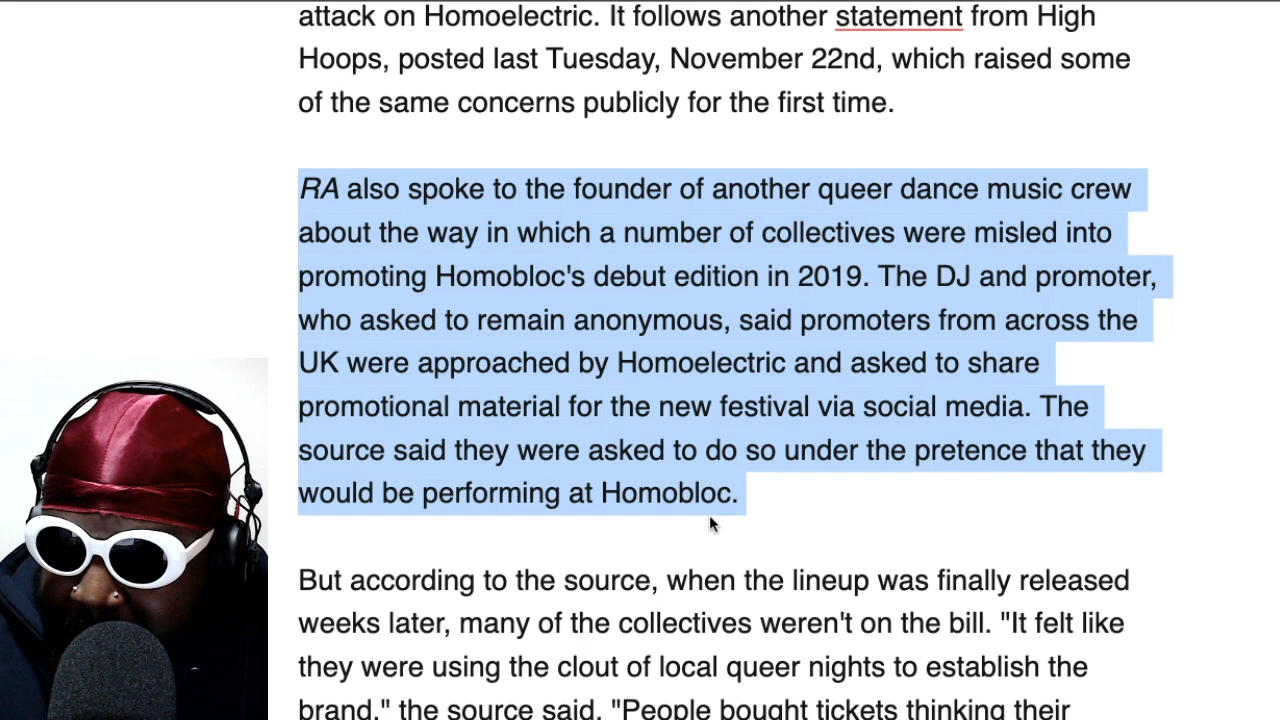 attack on Homoelectric. It follows another statement from High
Hoops, posted last Tuesday, November 22nd, which raised some
of the same concerns publicly for the first time.
RA also spoke to the founder of another queer dance music crew
about the way in which a number of collectives were misled into
promoting Homobloc's debut edition in 2019. The DJ and promoter,
who asked to remain anonymous, said promoters from across the
UK were approached by Homoelectric and asked to share
promotional material for the new festival via social media. The
source said they were asked to do so under the pretence that they
would be performing at Homobloc.
But according to the source, when the lineup was finally released
weeks later, many of the collectives weren't on the bill. "It felt like
they were using the clout of local queer nights to establish the
brand," the source said. "People bought tickets thinking their